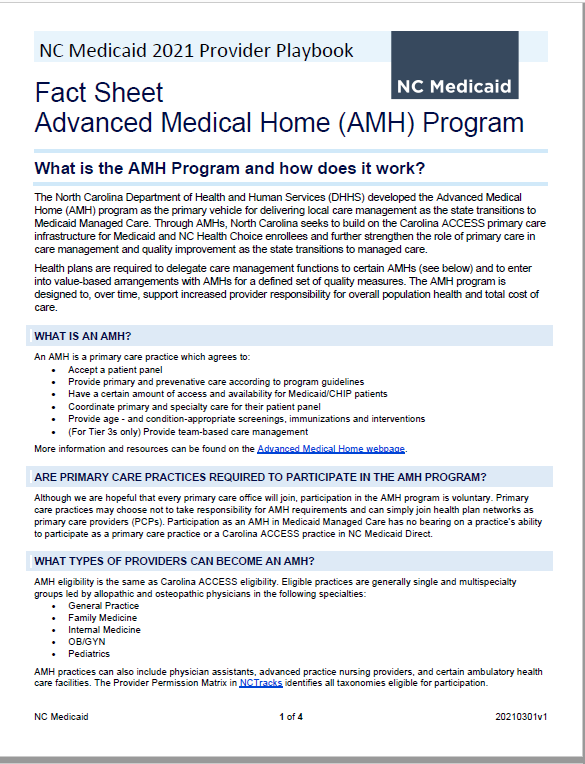 NC Medicaid 2021 Provider Playbook
NC Medicaid
Fact Sheet
Advanced Medical Home (AMH) Program
What is the AMH Program and how does it work?
The North Carolina Department of Health and Human Services (DHHS) developed the Advanced Medical
Home (AMH) program as the primary vehicle for delivering local care management as the state transitions to
Medicaid Managed Care. Through AMHs, North Carolina seeks to build on the Carolina ACCESS primary care
infrastructure for Medicaid and NC Health Choice enrollees and further strengthen the role of primary care in
care management and quality improvement as the state transitions to managed care.
Health plans are required to delegate care management functions to certain AMHs (see below) and to enter
into value-based arrangements with AMHs for a defined set of quality measures. The AMH program is
designed to, over time, support increased provider responsibility for overall population health and total cost of
care.
WHAT IS AN AMH?
An AMH is a primary care practice which agrees to:
• Accept a patient panel
• Provide primary and prevenative care according to program guidelines
• Have a certain amount of access and availability for Medicaid/CHIP patients
• Coordinate primary and specialty care for their patient panel
• Provide age - and condition-appropriate screenings, immunizations and interventions
• (For Tier 3s only) Provide team-based care management
More information and resources can be found on the Advanced Medical Home webpage.
ARE PRIMARY CARE PRACTICES REQUIRED TO PARTICIPATE IN THE AMH PROGRAM?
Although we are hopeful that every primary care office will join, participation in the AMH program is voluntary. Primary
care practices may choose not to take responsibility for AMH requirements and can simply join health plan networks as
primary care providers (PCPs). Participation as an AMH in Medicaid Managed Care has no bearing on a practice's ability
to participate as a primary care practice or a Carolina ACCESS practice in NC Medicaid Direct.
WHAT TYPES OF PROVIDERS CAN BECOME AN AMH?
AMH eligibility is the same as Carolina ACCESS eligibility. Eligible practices are generally single and multispecialty
groups led by allopathic and osteopathic physicians in the following specialties:
• General Practice
• Family Medicine
• Internal Medicine
• OB/GYN
• Pediatrics
AMH practices can also include physician assistants, advanced practice nursing providers, and certain ambulatory health
care facilities. The Provider Permission Matrix in NCTracks identifies all taxonomies eligible for participation.
NC Medicaid
1 of 4
20210301v1